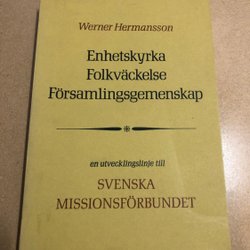 Werner Hermansson
Enhetskyrka
Folkväckelse
Församlingsgemenskap
en utvecklingslinje till
SVENSKA
MISSIONSFÖRBUNDET